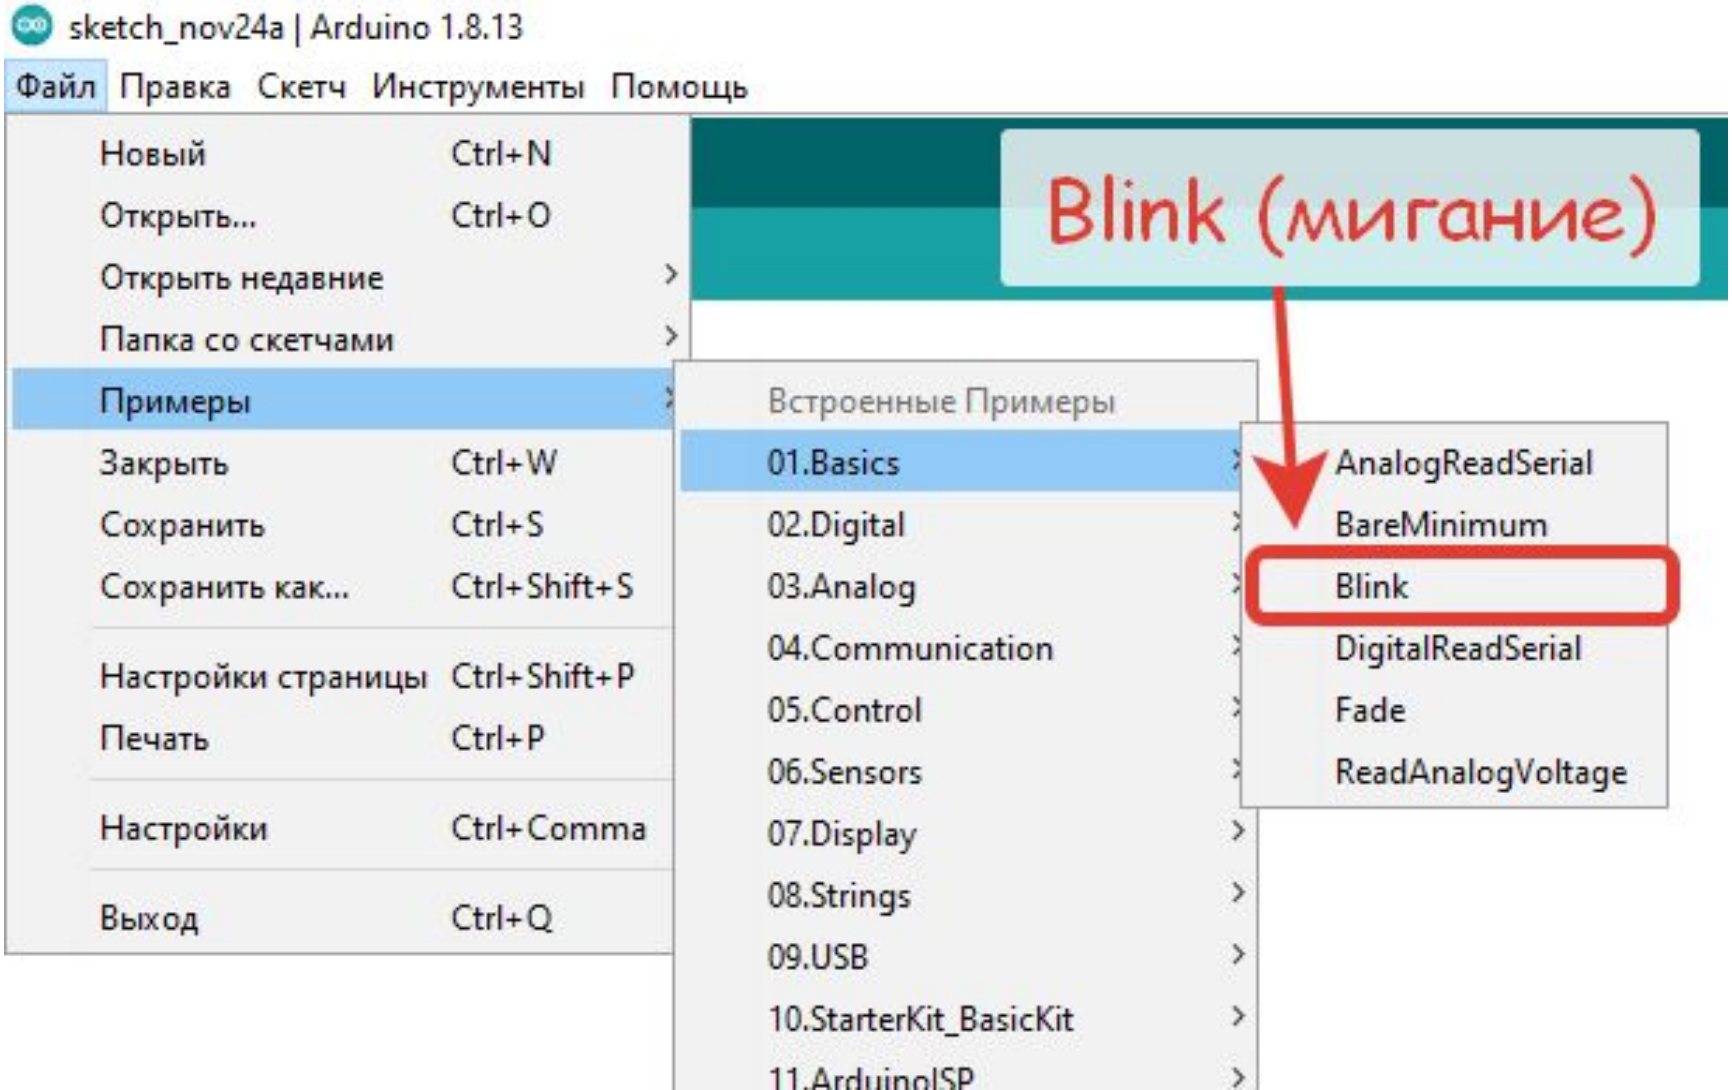 sketch_nov24a | Arduino 1.8.13
Файл Правка Скетч Инструменты Помощь
Новый Ctrl+N
Открыть... Ctrl+O
Открыть недавние
Папка со скетчами
Примеры
Закрыть Ctrl+W
Сохранить Ctrl+S
Сохранить как... Ctrl+Shift+S
Настройки страницы Ctrl+Shift+P
Печать Ctrl+P
Настройки Ctrl+Comma
Выход Ctrl+Q
Встроенные Примеры
01.Basics
02.Digital
03.Analog
04.Communication
05.Control
06.Sensors
07.Display
08.Strings
09.USB
10.StarterKit_BasicKit
11.ArduinoISP
Blink (мигание)
AnalogReadSerial
BareMinimum
Blink
DigitalReadSerial
Fade
ReadAnalogVoltage